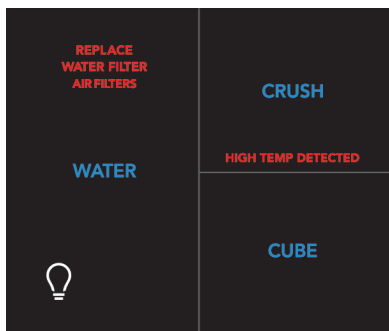 REPLACE
WATER FILTER
AIR FILTERS
WATER
CRUSH
HIGH TEMP DETECTED
CUBE